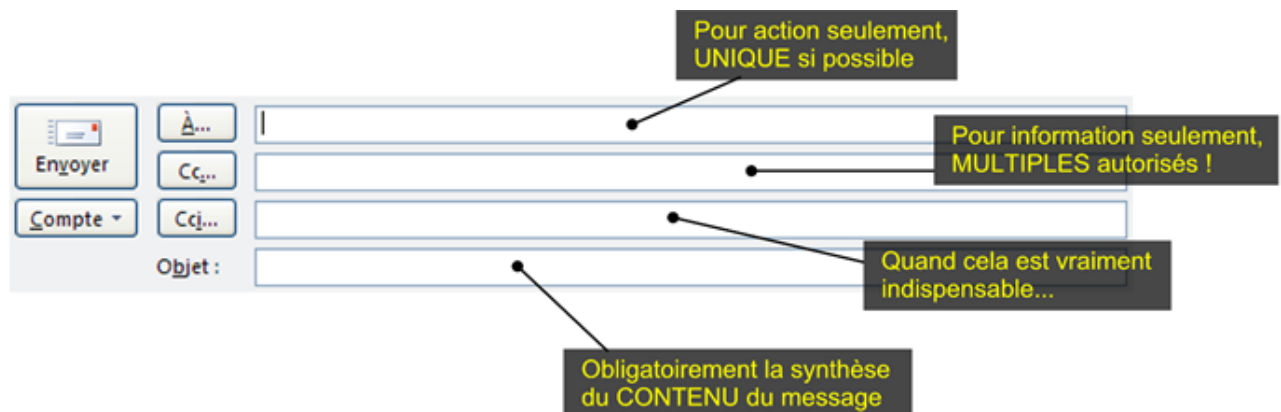 Pour action seulement,
UNIQUE si possible
À...
Pour information seulement,
MULTIPLES autorisés !
Envoyer
Cc...
Compte
Cci...
Quand cela est vraiment
indispensable...
Objet :
Obligatoirement la synthèse
du CONTENU du message